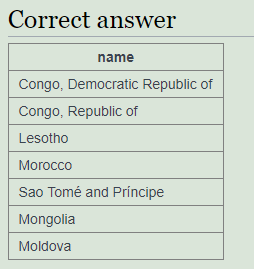 Correct answer
name
Congo, Democratic Republic of
Congo, Republic of
Lesotho
Morocco
Sao Tomé and Príncipe
Mongolia
Moldova